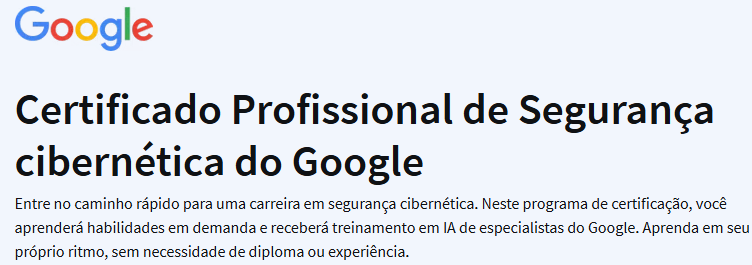 Google
Certificado Profissional de Segurança
cibernética do Google
Entre no caminho rápido para uma carreira em segurança cibernética. Neste programa de certificação, você
aprenderá habilidades em demanda e receberá treinamento em IA de especialistas do Google. Aprenda em seu
próprio ritmo, sem necessidade de diploma ou experiência.